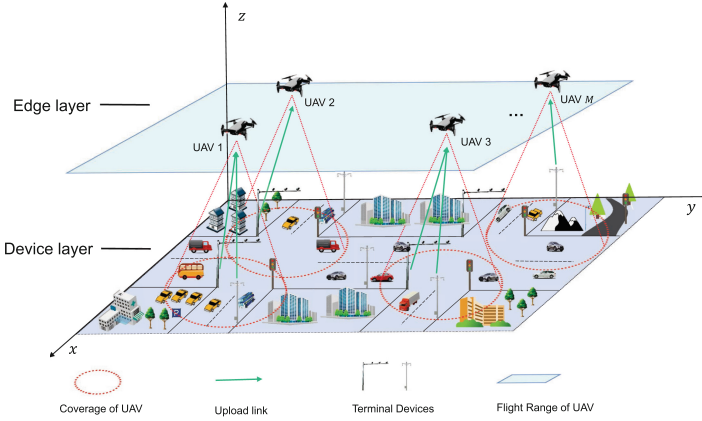 z
Edge layer
UAV 2
UAV M
...
UAV 1
UAV 3
y
Device layer
P
x
Coverage of UAV
Upload link
Terminal Devices
Flight Range of UAV